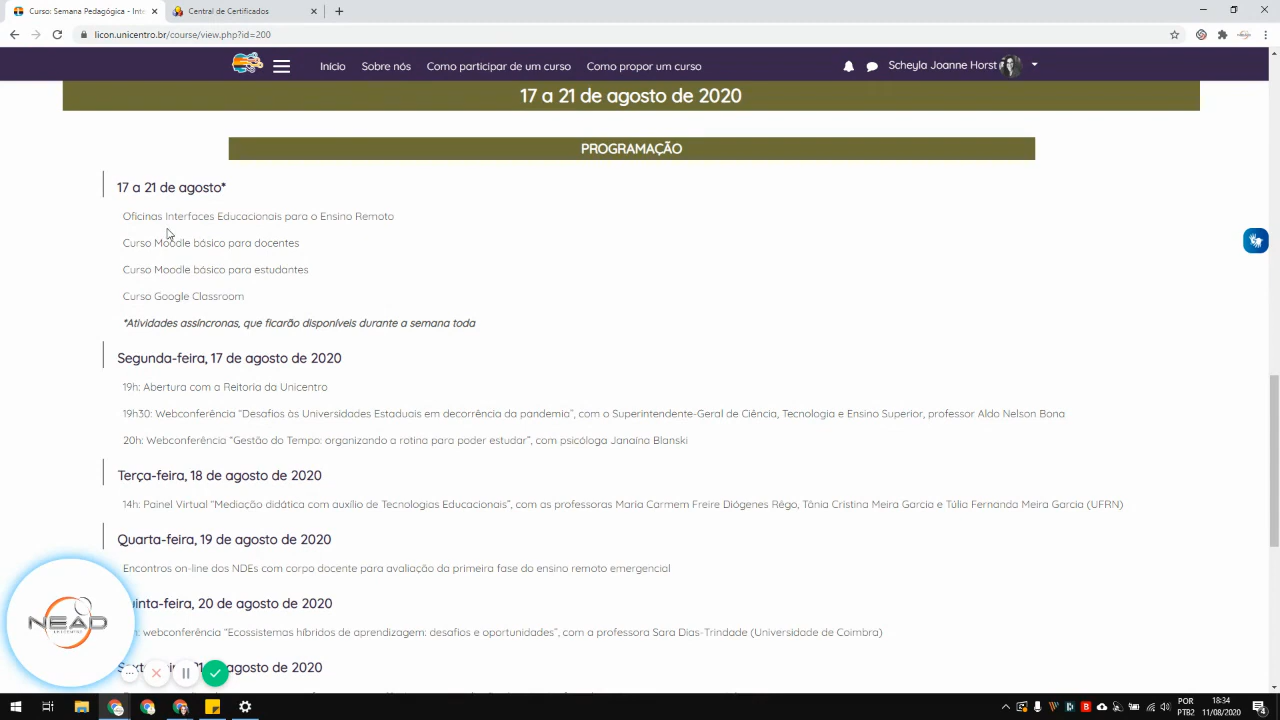 Curso: Semana Pedagógica - Inte
Central de Certificados
licon.unicentro.br/course/view.php?id=200
Início Sobre nós Como participar de um curso Como propor um curso Scheyla Joanne Horst
17 a 21 de agosto de 2020
PROGRAMAÇÃO
17 a 21 de agosto*
Oficinas Interfaces Educacionais para o Ensino Remoto
Curso Moodle básico para docentes
Curso Moodle básico para estudantes
Curso Google Classroom
*Atividades assíncronas, que ficarão disponíveis durante a semana toda
Segunda-feira, 17 de agosto de 2020
19h: Abertura com a Reitoria da Unicentro
19h30: Webconferência “Desafios às Universidades Estaduais em decorrência da pandemia”, com o Superintendente-Geral de Ciência, Tecnologia e Ensino Superior, professor Aldo Nelson Bona
20h: Webconferência “Gestão do Tempo: organizando a rotina para poder estudar”, com psicóloga Janaína Blanski
Terça-feira, 18 de agosto de 2020
14h: Painel Virtual “Mediação didática com auxílio de Tecnologias Educacionais”, com as professoras Maria Carmem Freire Diógenes Rêgo, Tânia Cristina Meira Garcia e Túlia Fernanda Meira Garcia (UFRN)
Quarta-feira, 19 de agosto de 2020
Encontros on-line dos NDEs com corpo docente para avaliação da primeira fase do ensino remoto emergencial
uinta-feira, 20 de agosto de 2020
webconferência “Ecossistemas híbridos de aprendizagem: desafios e oportunidades”, com a professora Sara Dias-Trindade (Universidade de Coimbra)
agosto de 2020
NEAD
POR
PTB2
18:34
11/08/2020